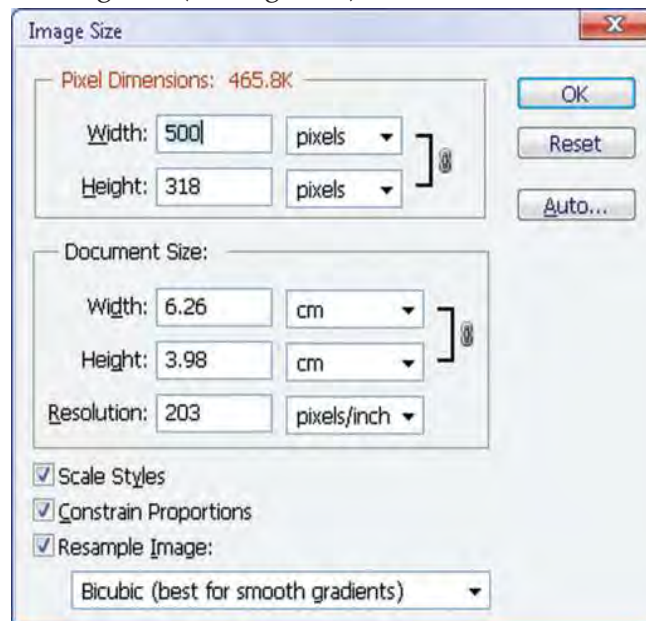 Image Size
Pixel Dimensions: 465.8K
OK
Width: 500 pixels
Reset
Height: 318 pixels
Auto...
Document Size:
Width: 6.26 cm
Height: 3.98 cm
Resolution: 203 pixels/inch
Scale Styles
Constrain Proportions
Resample Image:
Bicubic (best for smooth gradients)